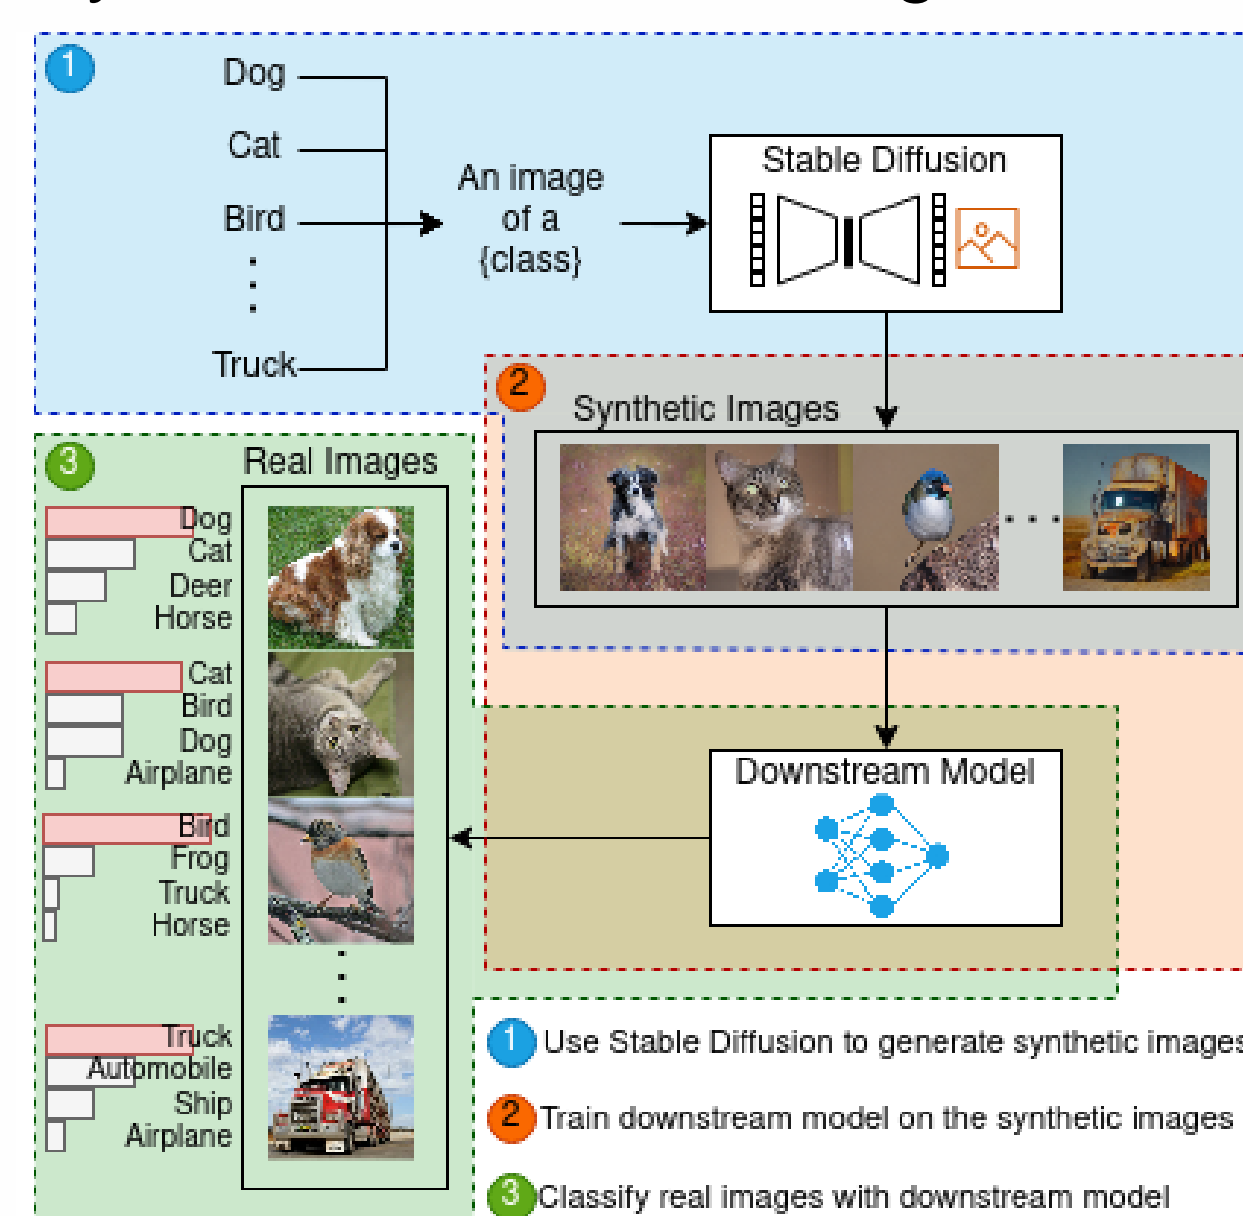 1
Dog
Cat
Bird
Truck
An image
of a
{class}
Stable Diffusion
2
Synthetic Images
3
Real Images
Dog
Cat
Deer
Horse
Cat
Bird
Dog
Airplane
Bird
Frog
Truck
Horse
Truck
Automobile
Ship
Airplane
Downstream Model
1 Use Stable Diffusion to generate synthetic images
2 Train downstream model on the synthetic images
3 Classify real images with downstream model